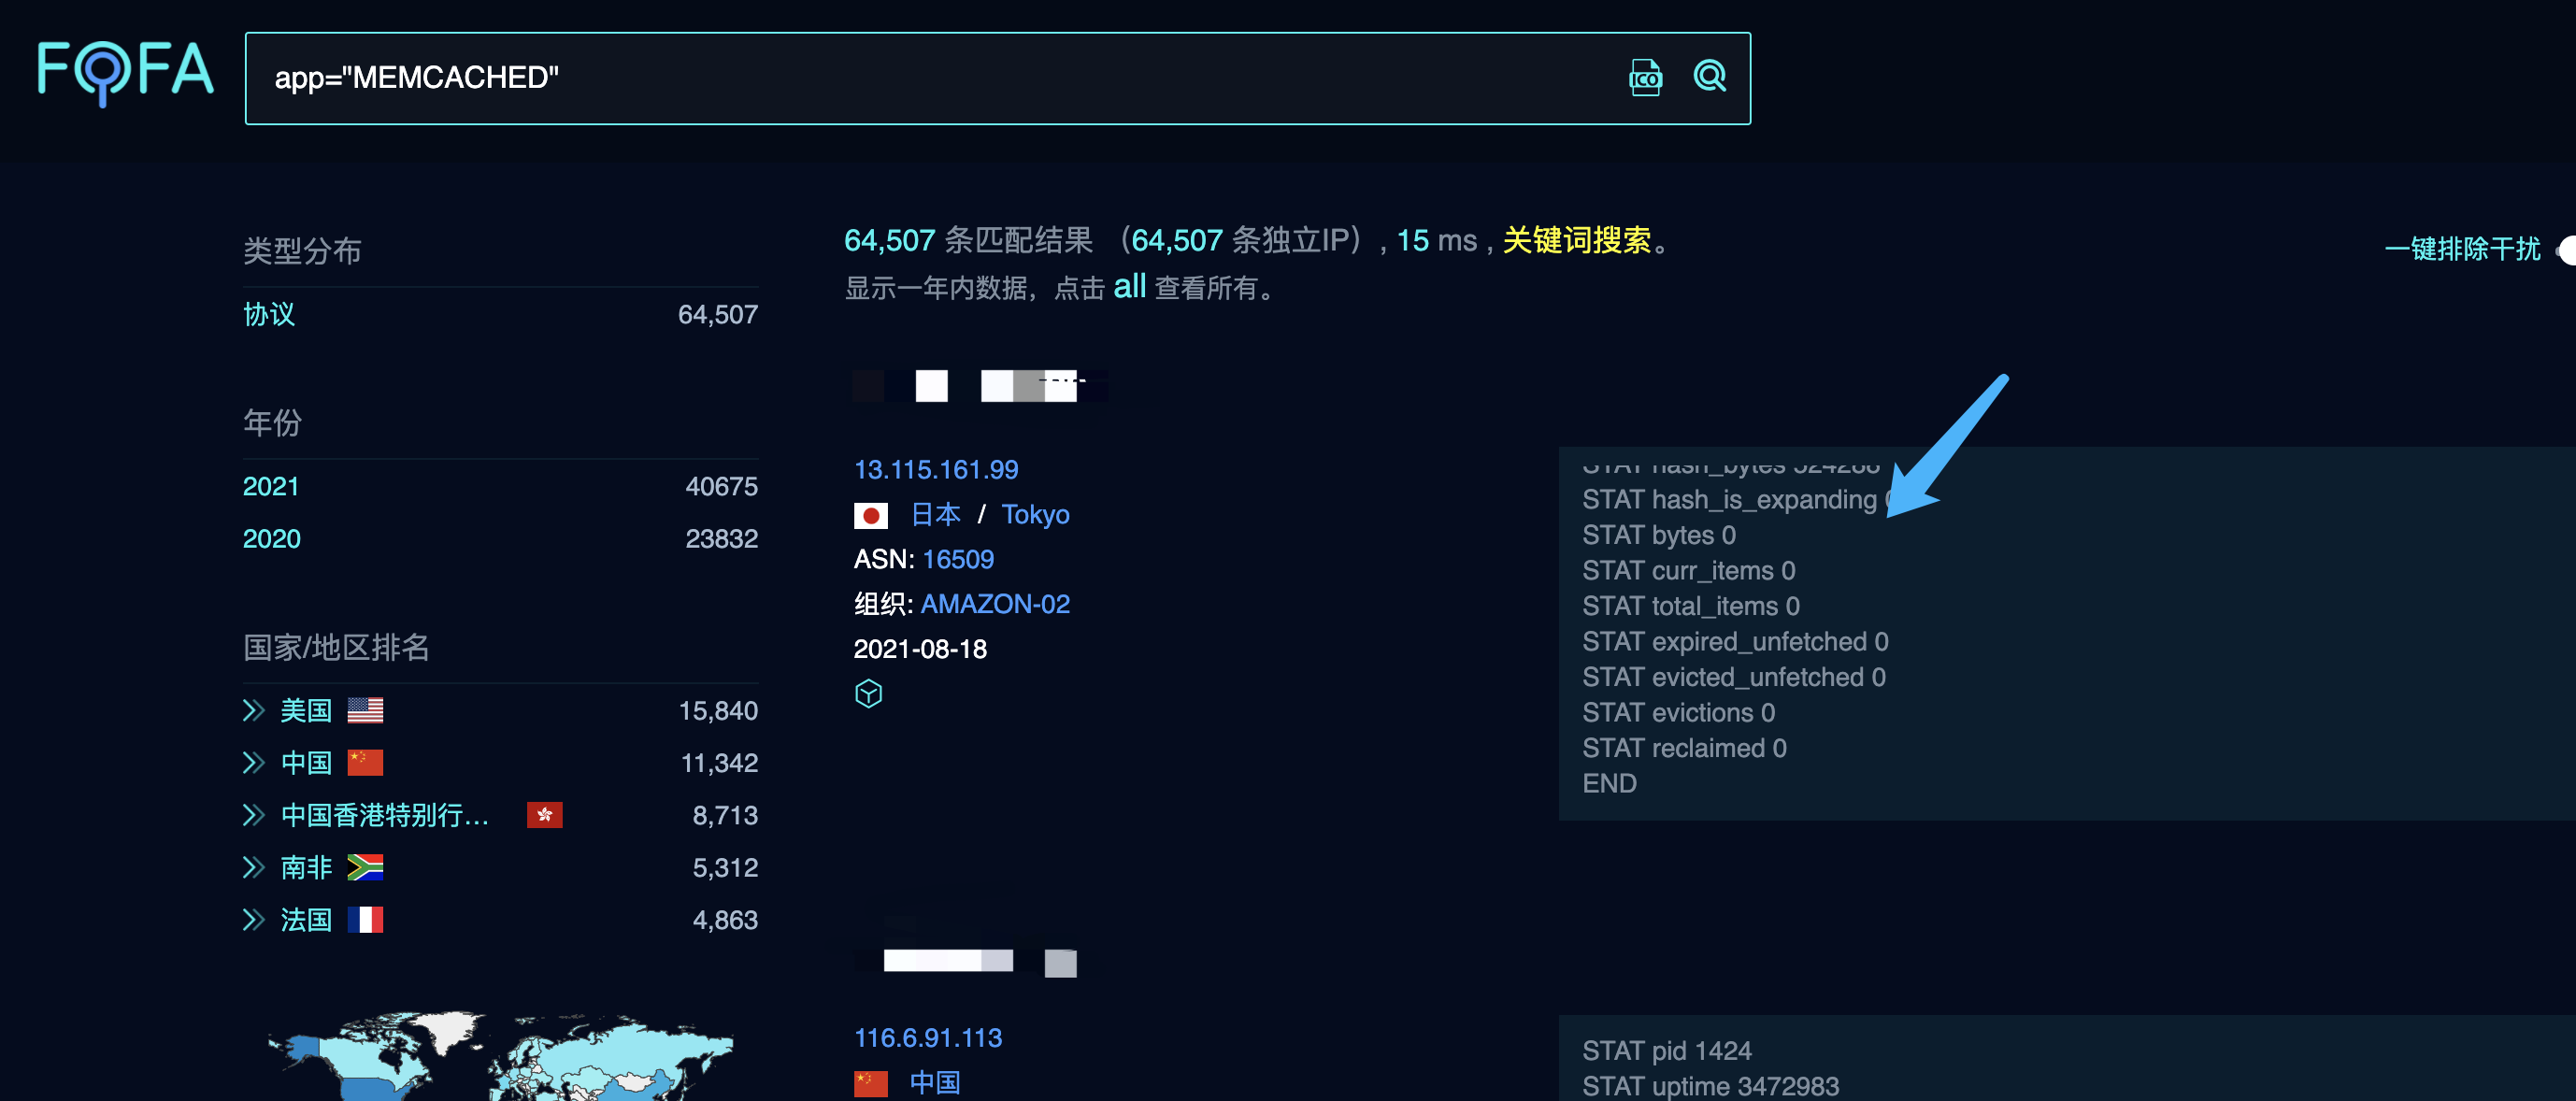 FOFA
app="MEMCACHED"
ICO
64,507 条匹配结果 （64,507 条独立IP）, 15 ms , 关键词搜索。
显示一年内数据，点击 all 查看所有。
一键排除干扰
类型分布
协议 64,507
年份
2021 40675
2020 23832
国家/地区排名
美国 15,840
中国 11,342
中国香港特别行... 8,713
南非 5,312
法国 4,863
13.115.161.99
日本 / Tokyo
ASN: 16509
组织: AMAZON-02
2021-08-18
STAT hash_bytes 524288
STAT hash_is_expanding
STAT bytes 0
STAT curr_items 0
STAT total_items 0
STAT expired_unfetched 0
STAT evicted_unfetched 0
STAT evictions 0
STAT reclaimed 0
END
116.6.91.113
中国
STAT pid 1424
STAT uptime 3472983